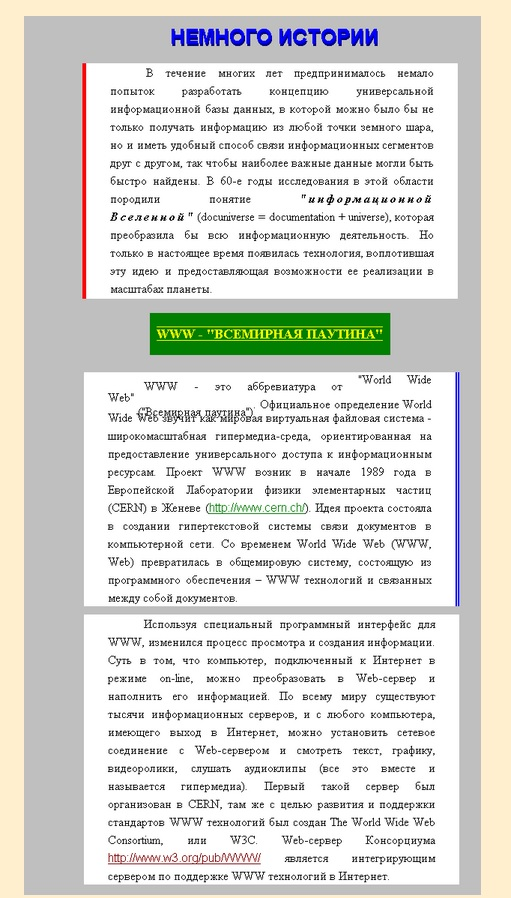 НЕМНОГО ИСТОРИИ
В течение многих лет предпринималось немало
попыток разработать концепцию универсальной
информационной базы данных, в которой можно было бы не
только получать информацию из любой точки земного шара,
но и иметь удобный способ связи информационных сегментов
друг с другом, так чтобы наиболее важные данные могли быть
быстро найдены. В 60-е годы исследования в этой области
породили понятие "информационной
Вселенной" (docuniverse = documentation + universe), которая
преобразила бы всю информационную деятельность. Но
только в настоящее время появилась технология, воплотившая
эту идею и предоставляющая возможности ее реализации в
масштабах планеты.
WWW - "ВСЕМИРНАЯ ПАУТИНА"
WWW - это аббревиатура от "World Wide
Web" ("Всемирная паутина"). Официальное определение World
Wide Web звучит как мировая виртуальная файловая система -
широкомасштабная гипермедиа-среда, ориентированная на
предоставление универсального доступа к информационным
ресурсам. Проект WWW возник в начале 1989 года в
Европейской Лаборатории физики элементарных частиц
(CERN) в Женеве (http://www.cern.ch/). Идея проекта состояла
в создании гипертекстовой системы связи документов в
компьютерной сети. Со временем World Wide Web (WWW,
Web) превратилась в общемировую систему, состоящую из
программного обеспечения – WWW технологий и связанных
между собой документов.
Используя специальный программный интерфейс для
WWW, изменился процесс просмотра и создания информации.
Суть в том, что компьютер, подключенный к Интернет в
режиме on-line, можно преобразовать в Web-сервер и
наполнить его информацией. По всему миру существуют
тысячи информационных серверов, и с любого компьютера,
имеющего выход в Интернет, можно установить сетевое
соединение с Web-сервером и смотреть текст, графику,
видеоролики, слушать аудиоклипы (все это вместе и
называется гипермедиа). Первый такой сервер был
организован в CERN, там же с целью развития и поддержки
стандартов WWW технологий был создан The World Wide Web
Consortium, или W3C. Web-сервер Консорциума
http://www.w3.org/pub/WWW/ является интегрирующим
сервером по поддержке WWW технологий в Интернет.